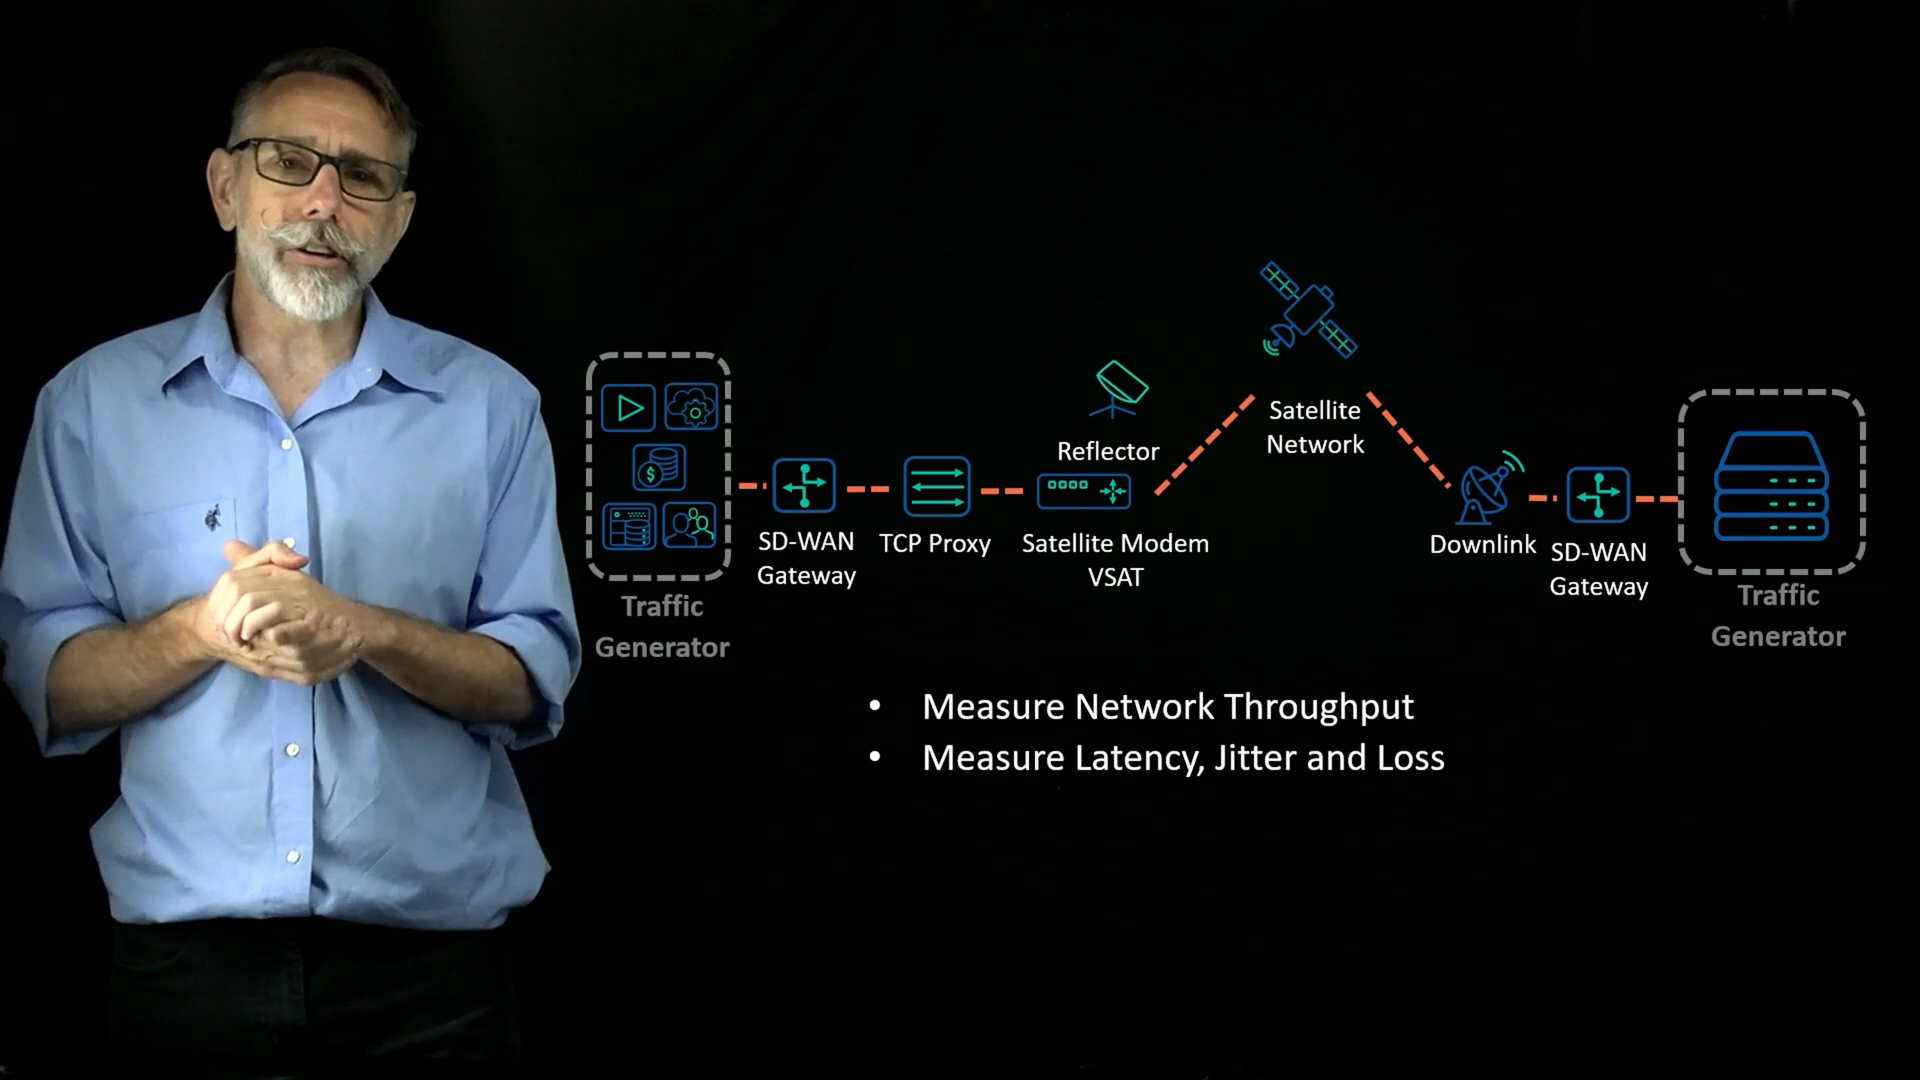 Satellite
Network
Reflector
SD-WAN
Gateway
TCP Proxy
Satellite Modem
VSAT
Downlink
SD-WAN
Gateway
Traffic
Generator
Traffic
Generator
$
• Measure Network Throughput
• Measure Latency, Jitter and Loss